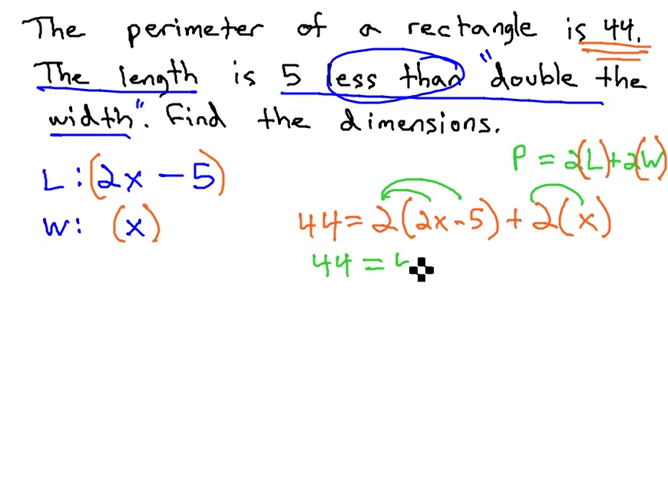 The perimeter of a rectangle is 44.
The length is 5 less than "double the
width". Find the dimensions.
P = 2(L)+2(W)
L: (2x - 5)
W: (x)
44 = 2(2x-5) + 2(x)
44 = 4